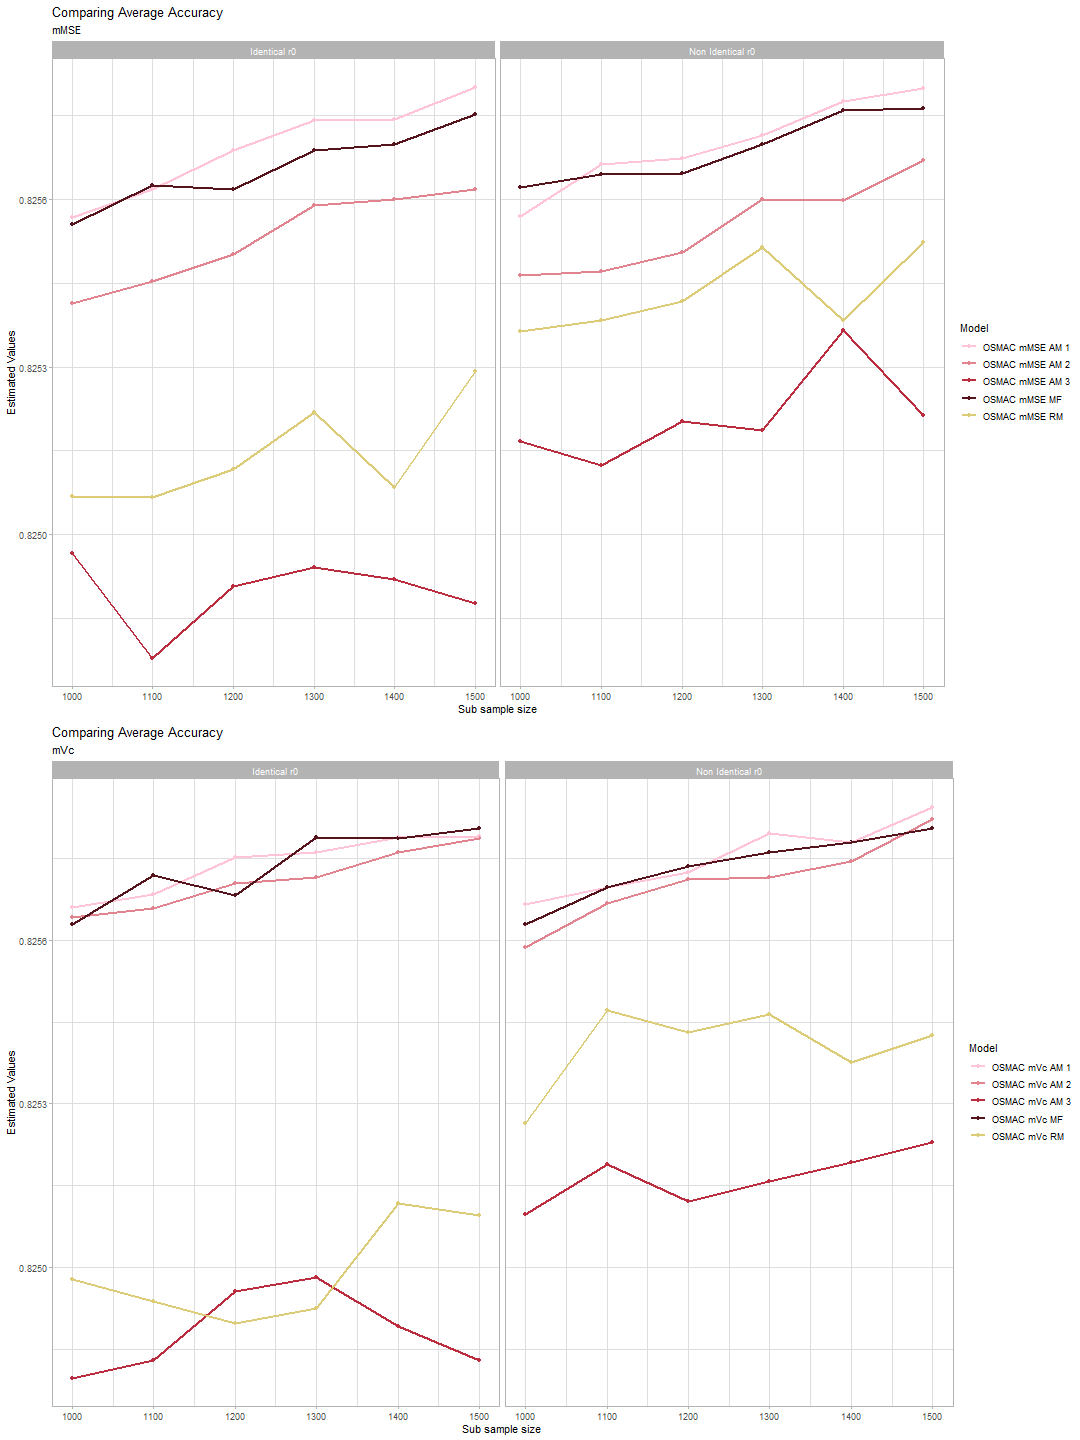 Comparing Average Accuracy
mMSE
Identical r0
Non Identical r0
Estimated Values
0.8256
0.8253
0.8250
1000 1100 1200 1300 1400 1500
1000 1100 1200 1300 1400 1500
Sub sample size
Model
OSMAC mMSE AM 1
OSMAC mMSE AM 2
OSMAC mMSE AM 3
OSMAC mMSE MF
OSMAC mMSE RM
Comparing Average Accuracy
mVc
Identical r0
Non Identical r0
Estimated Values
0.8256
0.8253
0.8250
1000 1100 1200 1300 1400 1500
1000 1100 1200 1300 1400 1500
Sub sample size
Model
OSMAC mVc AM 1
OSMAC mVc AM 2
OSMAC mVc AM 3
OSMAC mVc MF
OSMAC mVc RM